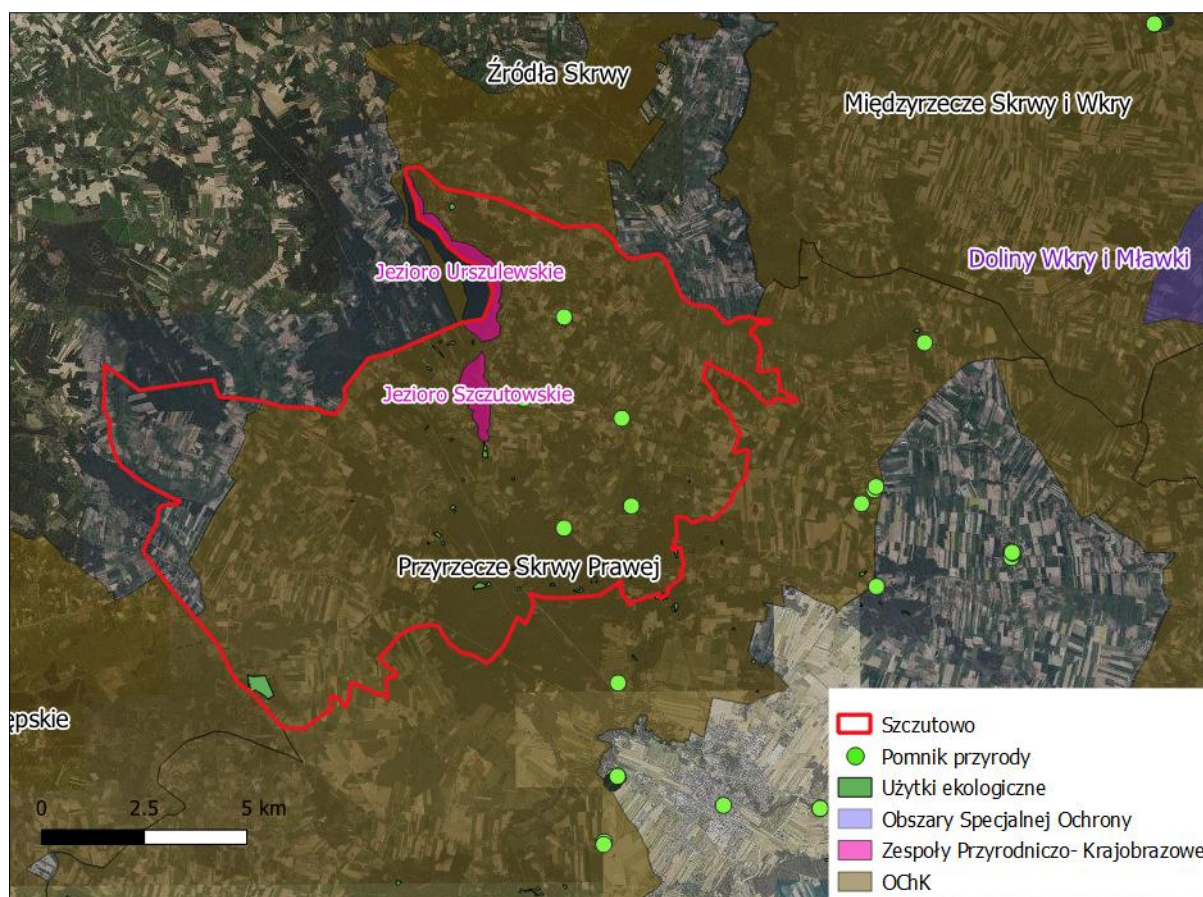 Źródła Skrwy
Międzyrzecze Skrwy i Wkry
Doliny Wkry i Mławki
Jezioro Urszulewskie
Jezioro Szczutowskie
Przyrzecze Skrwy Prawej
ępskie
0 2.5 5 km
Szczutowo
Pomnik przyrody
Użytki ekologiczne
Obszary Specjalnej Ochrony
Zespoły Przyrodniczo- Krajobrazowe
OChK